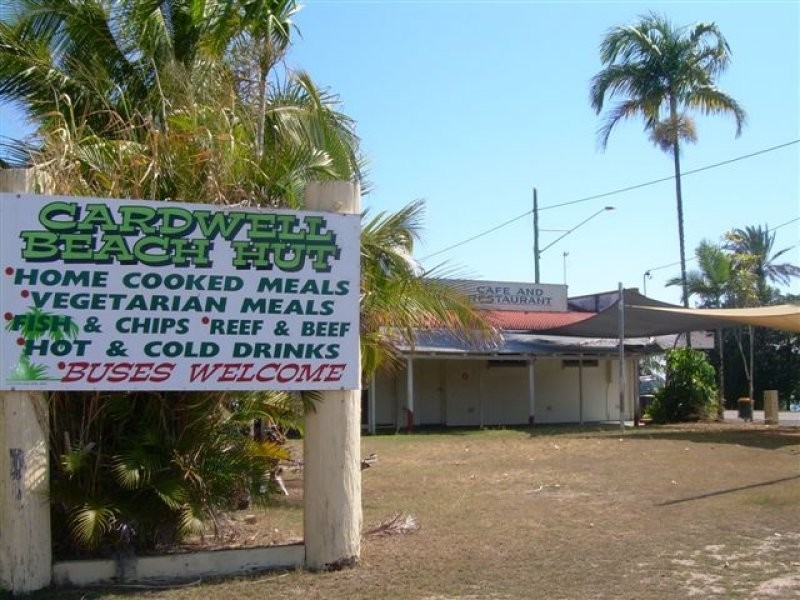 CARDWELL
BEACH HUT
HOME COOKED MEALS
VEGETARIAN MEALS
FISH & CHIPS REEF & BEEF
HOT & COLD DRINKS
BUSES WELCOME
CAFE AND
RESTAURANT